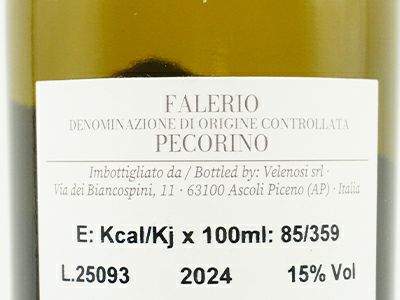 FALERIO
DENOMINAZIONE DI ORIGINE CONTROLLATA
PECORINO
Imbottigliato da / Bottled by: Velenosi srl ·
Via dei Biancospini, 11 · 63100 Ascoli Piceno (AP) · Italia
E: Kcal/Kj x 100ml: 85/359
L.25093 2024 15% Vol